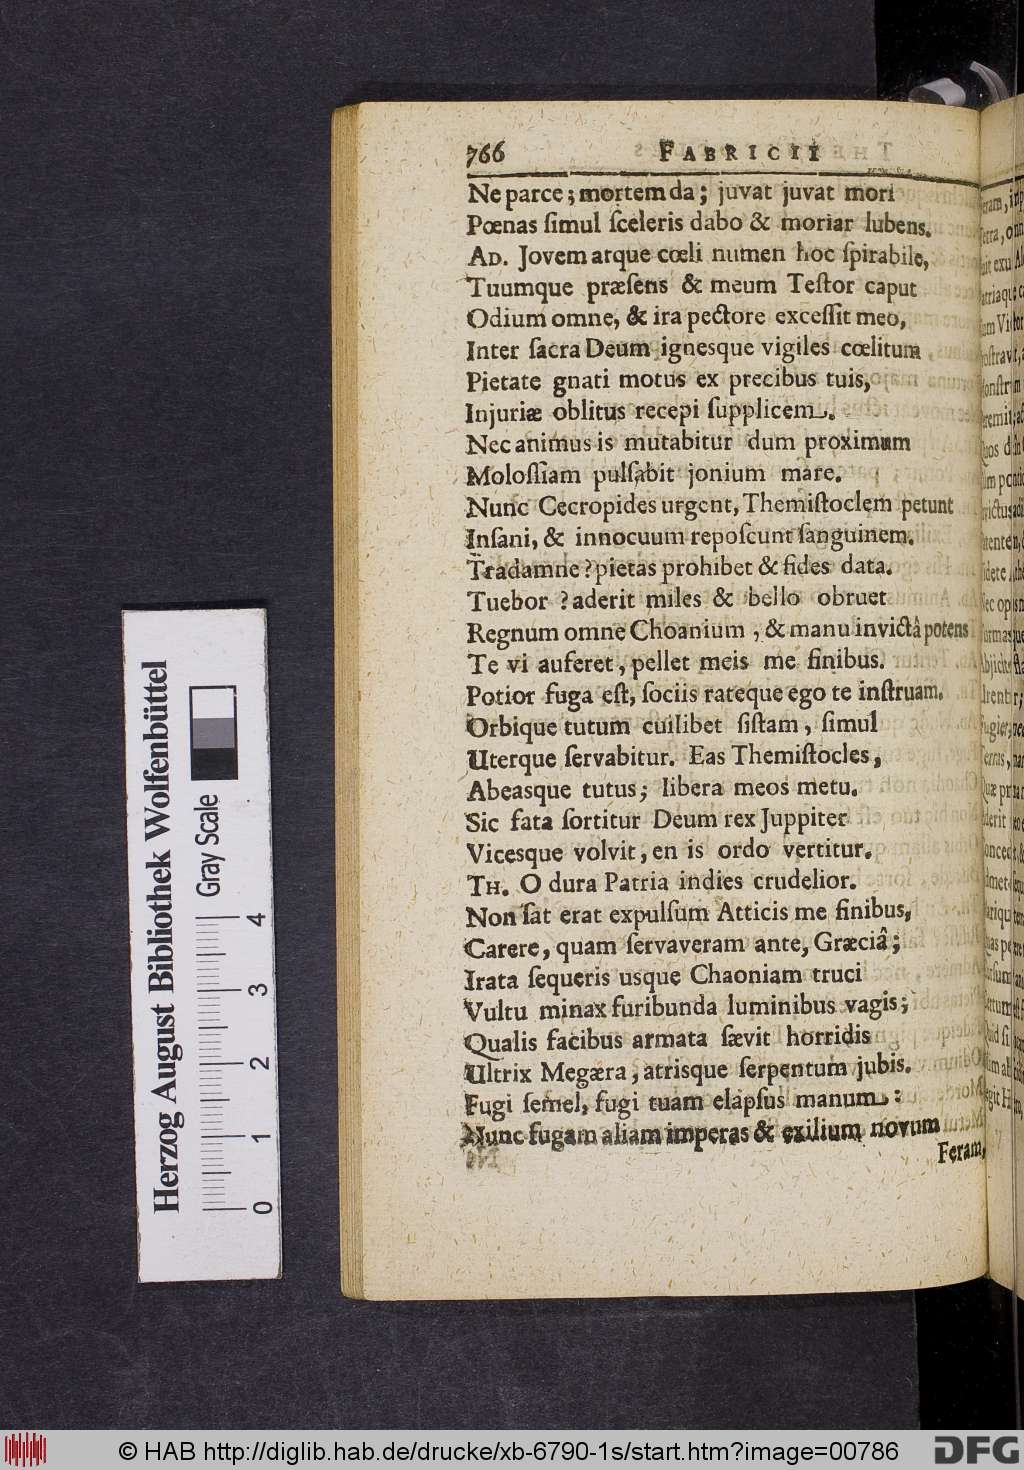 766 FABRICII
Ne parce; mortem da; juvat juvat mori
Pœnas ſimul ſceleris dabo & moriar lubens.
AD. Jovem atque cœli numen hoc ſpirabile,
Tuumque præſens & meum Teſtor caput
Odium omne, & ira pectore exceſſit meo,
Inter ſacra Deum ignesque vigiles cœlitum
Pietate gnati motus ex precibus tuis,
Injuriæ oblitus recepi ſupplicem.
Nec animus is mutabitur dum proximum
Moloſſiam pulſabit jonium mare.
Nunc Cecropides urgent, Themiſtoclem petunt
Inſani, & innocuum repoſcunt ſanguinem.
Tradamne? pietas prohibet & fides data.
Tuebor? aderit miles & bello obruet
Regnum omne Choanium, & manu invictâ potens
Te vi auferet, pellet meis me finibus.
Potior fuga eſt, ſociis rateque ego te inſtruam.
Orbique tutum cuilibet ſiſtam, ſimul
Uterque ſervabitur. Eas Themiſtocles,
Abeasque tutus; libera meos metu.
Sic fata ſortitur Deum rex Juppiter
Vicesque volvit, en is ordo vertitur.
TH. O dura Patria indies crudelior.
Non ſat erat expulſum Atticis me finibus,
Carere, quam ſervaveram ante, Græciâ;
Irata ſequeris usque Chaoniam truci
Vultu minax furibunda luminibus vagis;
Qualis facibus armata ſævit horridis
Ultrix Megæra, atrisque ſerpentum jubis.
Fugi ſemel, fugi tuam elapſus manum:
Nunc fugam aliam imperas & exilium novum
Feram,
Herzog August Bibliothek Wolfenbüttel
Gray Scale
0 1 2 3 4
© HAB http://diglib.hab.de/drucke/xb-6790-1s/start.htm?image=00786
DFG